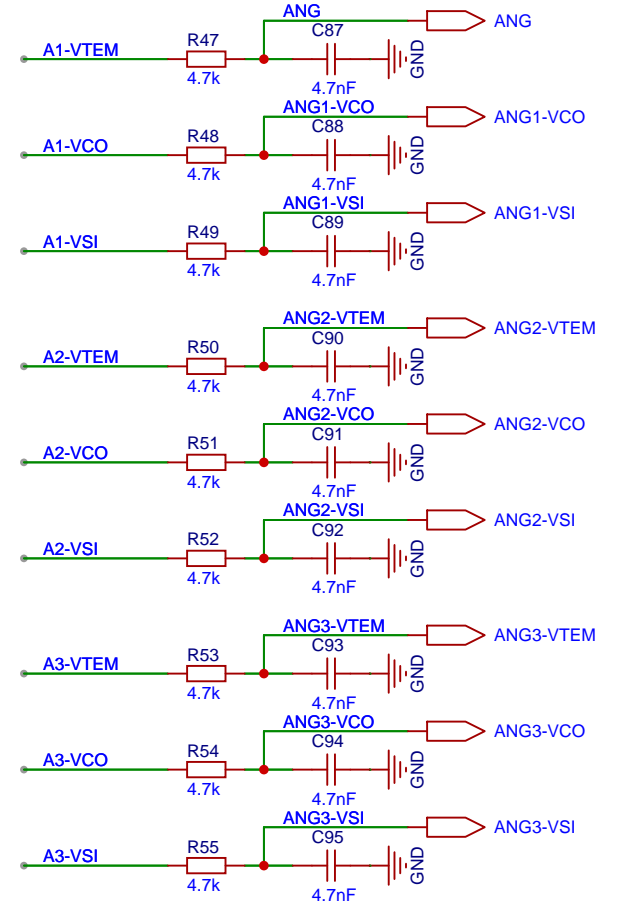 ANG
ANG
A1-VTEM
R47
C87
GND
4.7k
4.7nF
ANG1-VCO
ANG1-VCO
A1-VCO
R48
C88
GND
4.7k
4.7nF
ANG1-VSI
ANG1-VSI
A1-VSI
R49
C89
GND
4.7k
4.7nF
ANG2-VTEM
ANG2-VTEM
A2-VTEM
R50
C90
GND
4.7k
4.7nF
ANG2-VCO
ANG2-VCO
A2-VCO
R51
C91
GND
4.7k
4.7nF
ANG2-VSI
ANG2-VSI
A2-VSI
R52
C92
GND
4.7k
4.7nF
ANG3-VTEM
ANG3-VTEM
A3-VTEM
R53
C93
GND
4.7k
4.7nF
ANG3-VCO
ANG3-VCO
A3-VCO
R54
C94
GND
4.7k
4.7nF
ANG3-VSI
ANG3-VSI
A3-VSI
R55
C95
GND
4.7k
4.7nF